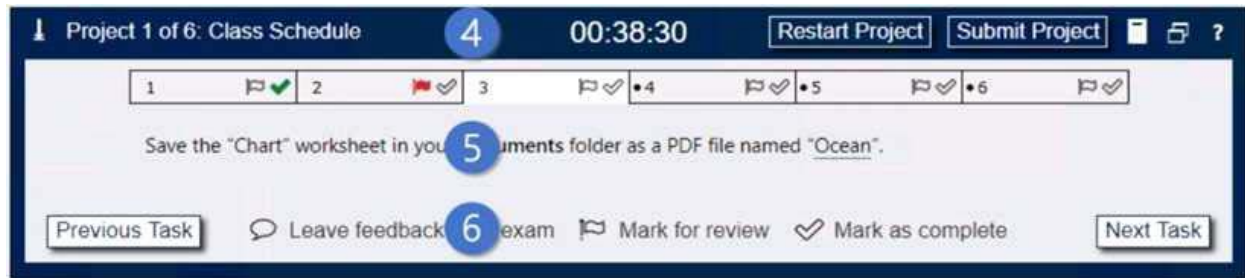 Project 1 of 6: Class Schedule 4 00:38:30 Restart Project Submit Project ?
1 2 3 •4 •5 •6
Save the "Chart" worksheet in you 5 uments folder as a PDF file named "Ocean".
Previous Task Leave feedback 6 exam Mark for review Mark as complete Next Task